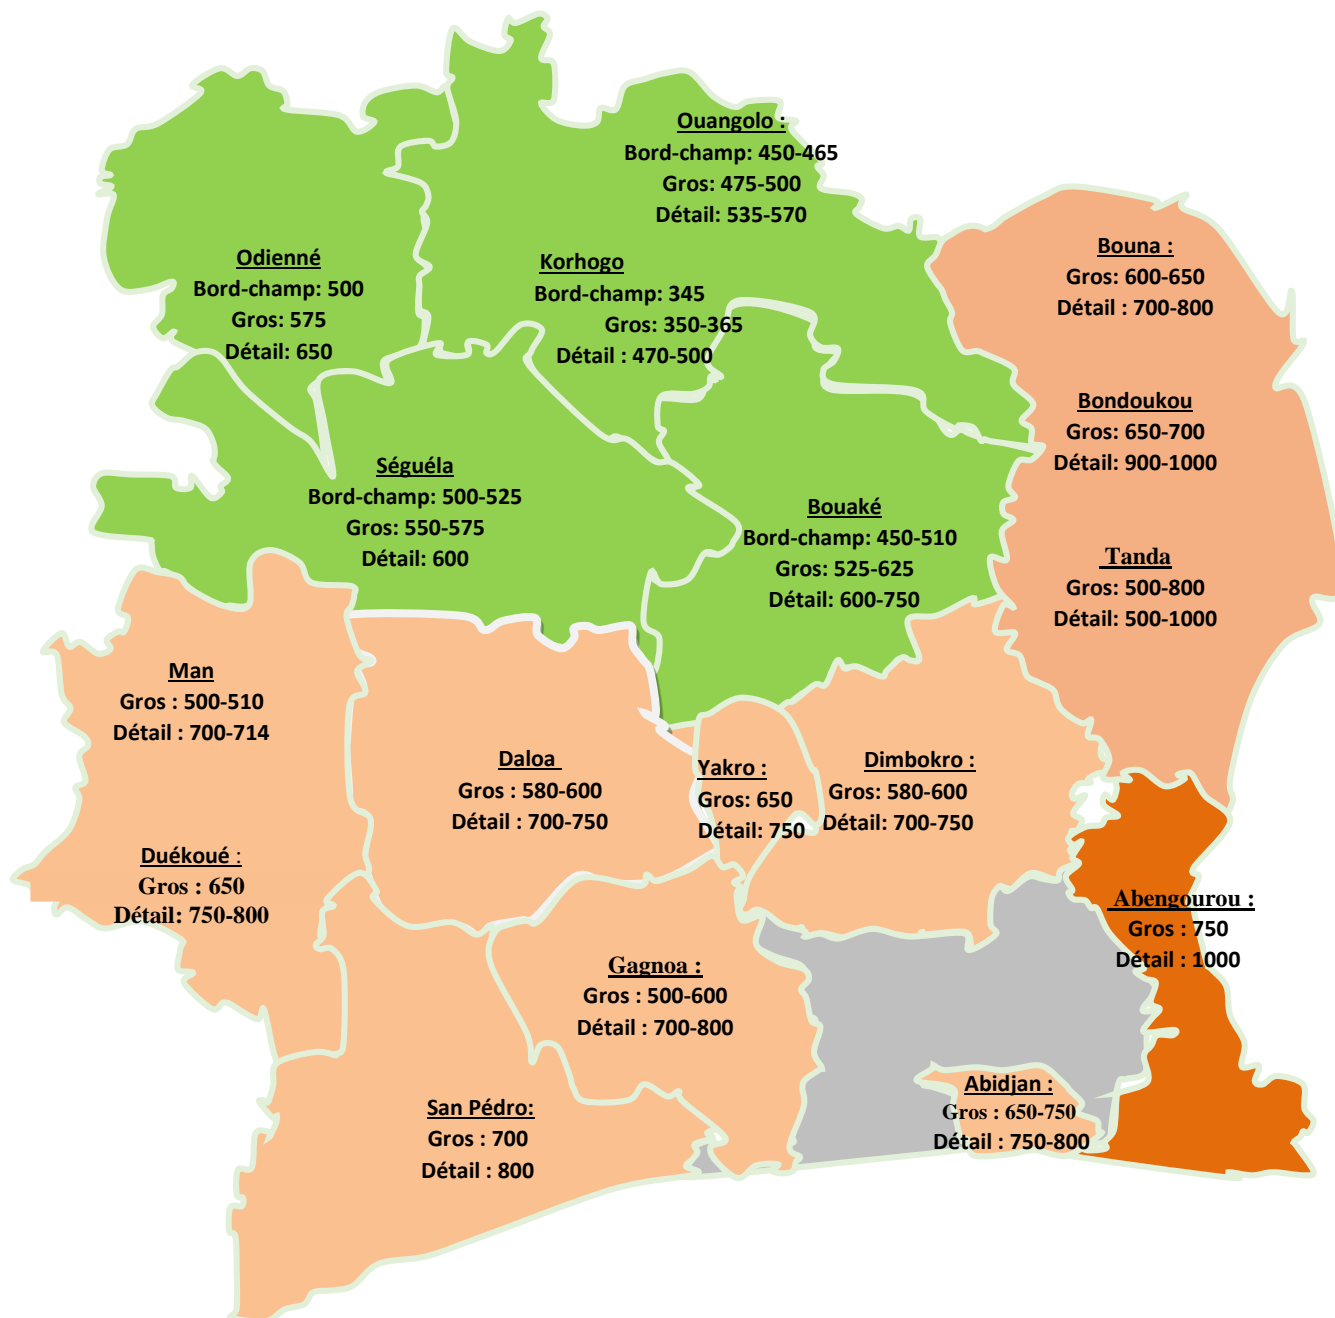 Ouangolo :
Bord-champ: 450-465
Gros: 475-500
Détail: 535-570
Odienné
Bord-champ: 500
Gros: 575
Détail: 650
Korhogo
Bord-champ: 345
Gros: 350-365
Détail : 470-500
Bouna :
Gros: 600-650
Détail : 700-800
Bondoukou
Gros: 650-700
Détail: 900-1000
Séguéla
Bord-champ: 500-525
Gros: 550-575
Détail: 600
Bouaké
Bord-champ: 450-510
Gros: 525-625
Détail: 600-750
Tanda
Gros: 500-800
Détail: 500-1000
Man
Gros : 500-510
Détail : 700-714
Daloa
Gros : 580-600
Détail : 700-750
Yakro :
Gros: 650
Détail: 750
Dimbokro :
Gros: 580-600
Détail: 700-750
Duékoué :
Gros : 650
Détail: 750-800
Abengourou :
Gros : 750
Détail : 1000
Gagnoa :
Gros : 500-600
Détail : 700-800
San Pédro:
Gros : 700
Détail : 800
Abidjan :
Gros : 650-750
Détail : 750-800